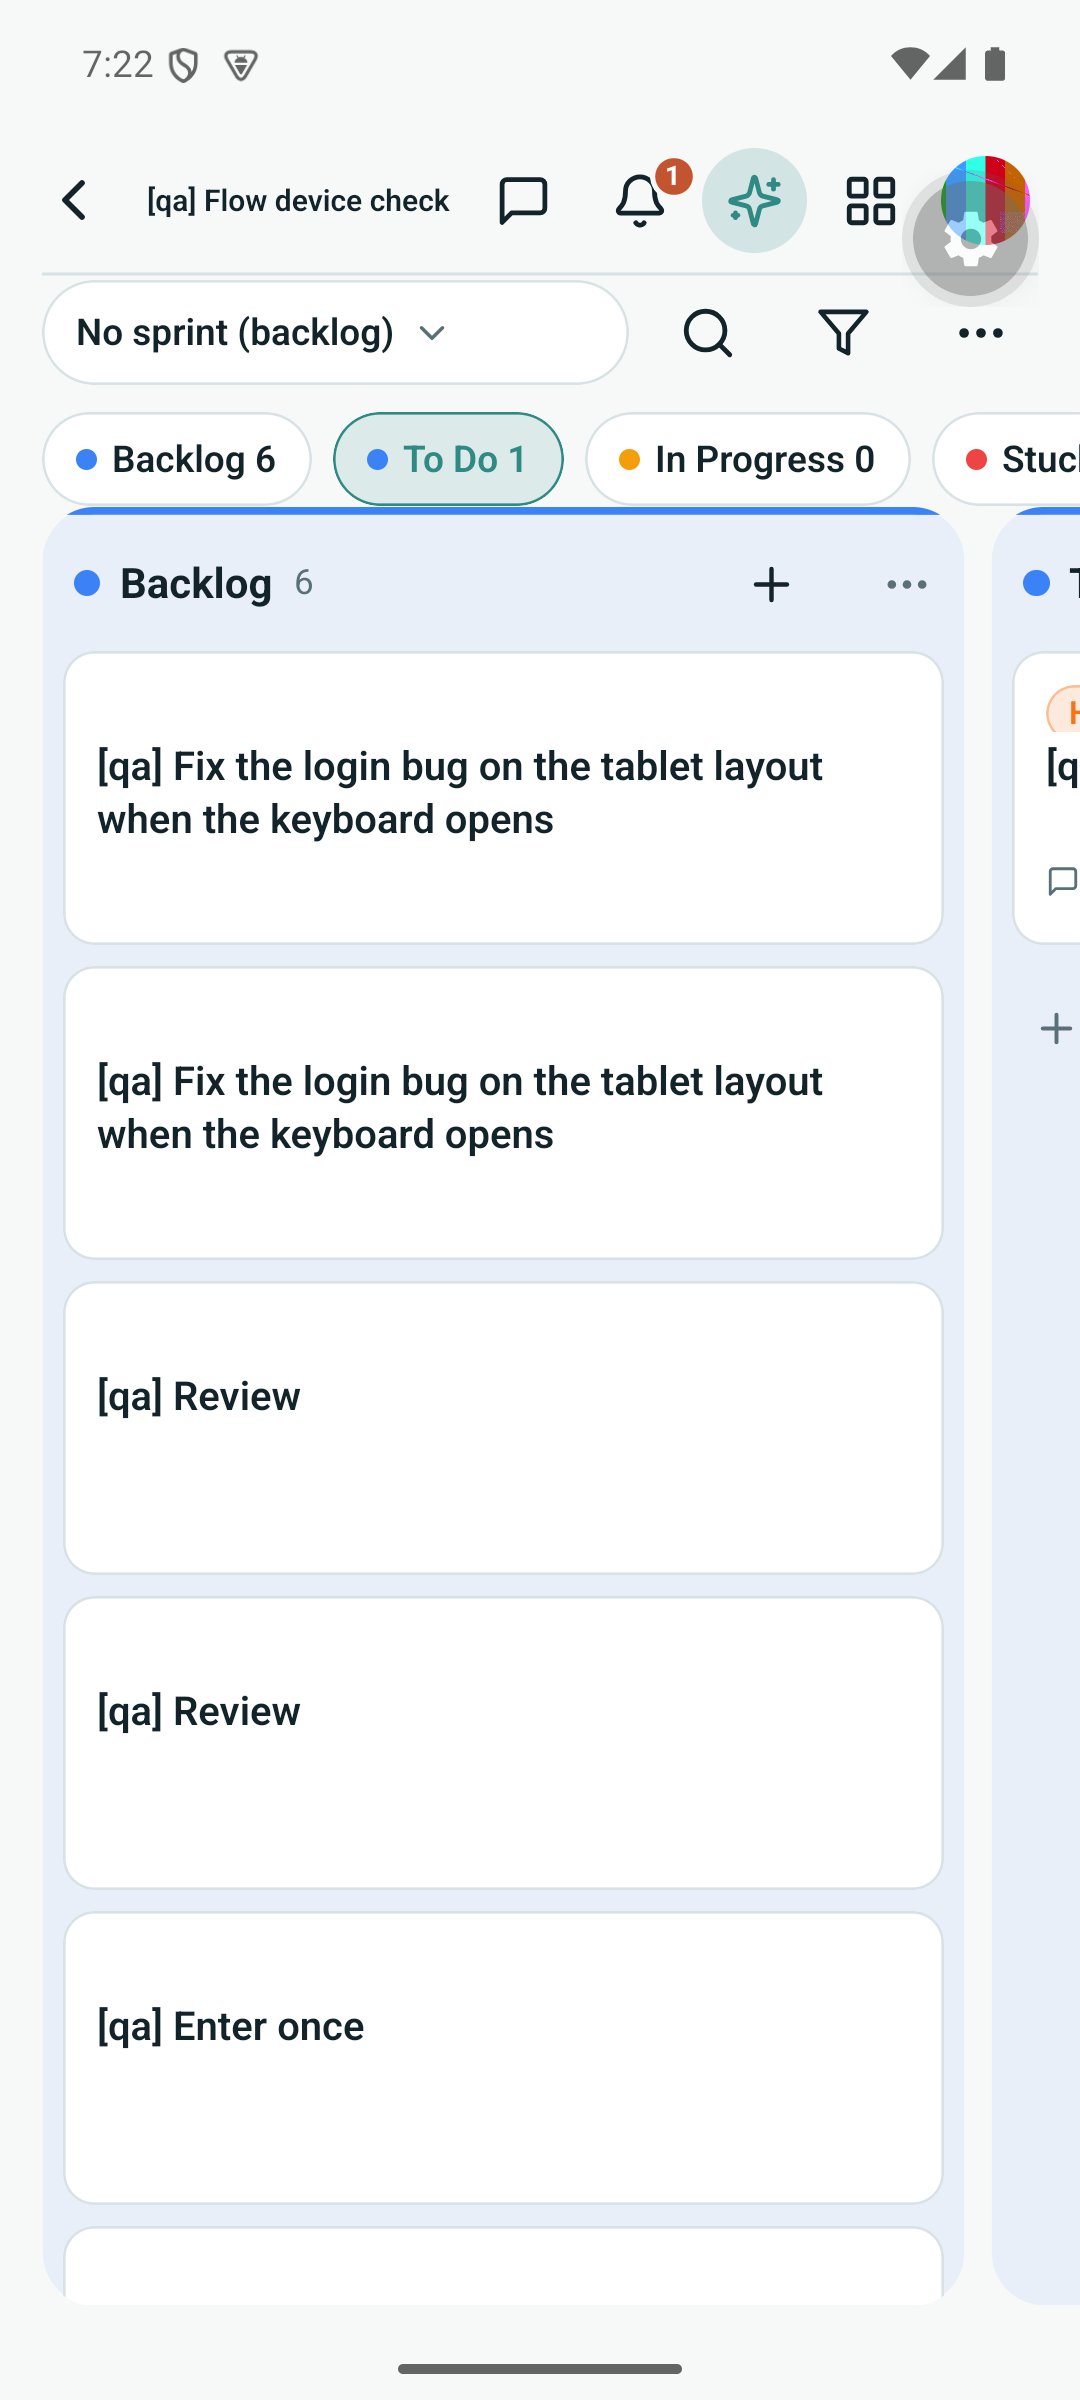 7:22
[qa] Flow device check
1
No sprint (backlog)
Backlog 6
To Do 1
In Progress 0
Backlog 6
[qa] Fix the login bug on the tablet layout
when the keyboard opens
[qa] Fix the login bug on the tablet layout
when the keyboard opens
[qa] Review
[qa] Review
[qa] Enter once